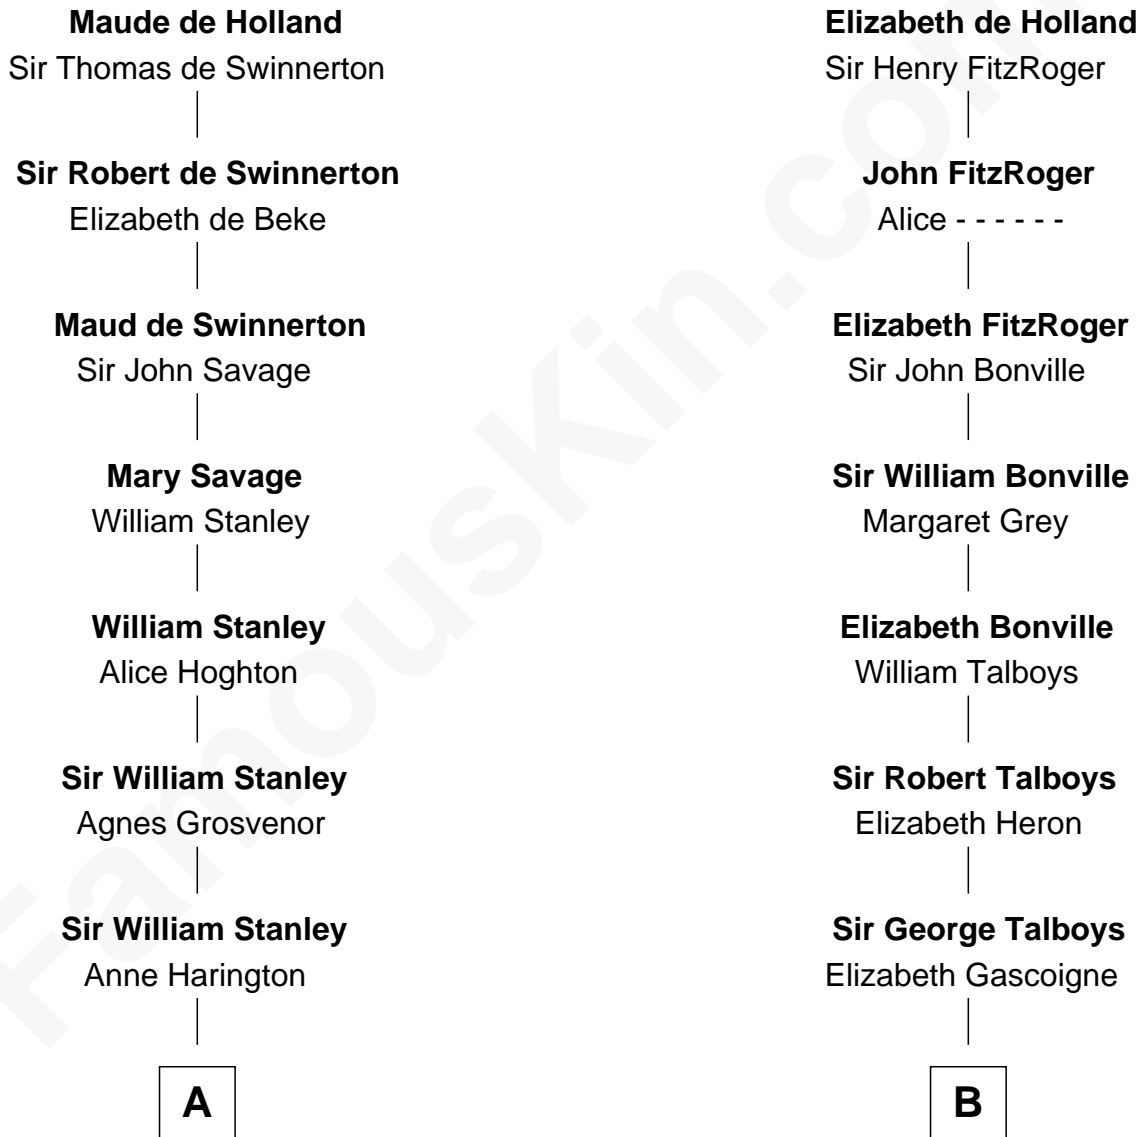 Maude de Holland
Sir Thomas de Swinnerton
Sir Robert de Swinnerton
Elizabeth de Beke
Maud de Swinnerton
Sir John Savage
Mary Savage
William Stanley
William Stanley
Alice Hoghton
Sir William Stanley
Agnes Grosvenor
Sir William Stanley
Anne Harington
A
Elizabeth de Holland
Sir Henry FitzRoger
John FitzRoger
Alice - - - - - -
Elizabeth FitzRoger
Sir John Bonville
Sir William Bonville
Margaret Grey
Elizabeth Bonville
William Talboys
Sir Robert Talboys
Elizabeth Heron
Sir George Talboys
Elizabeth Gascoigne
B
FamousKin.com